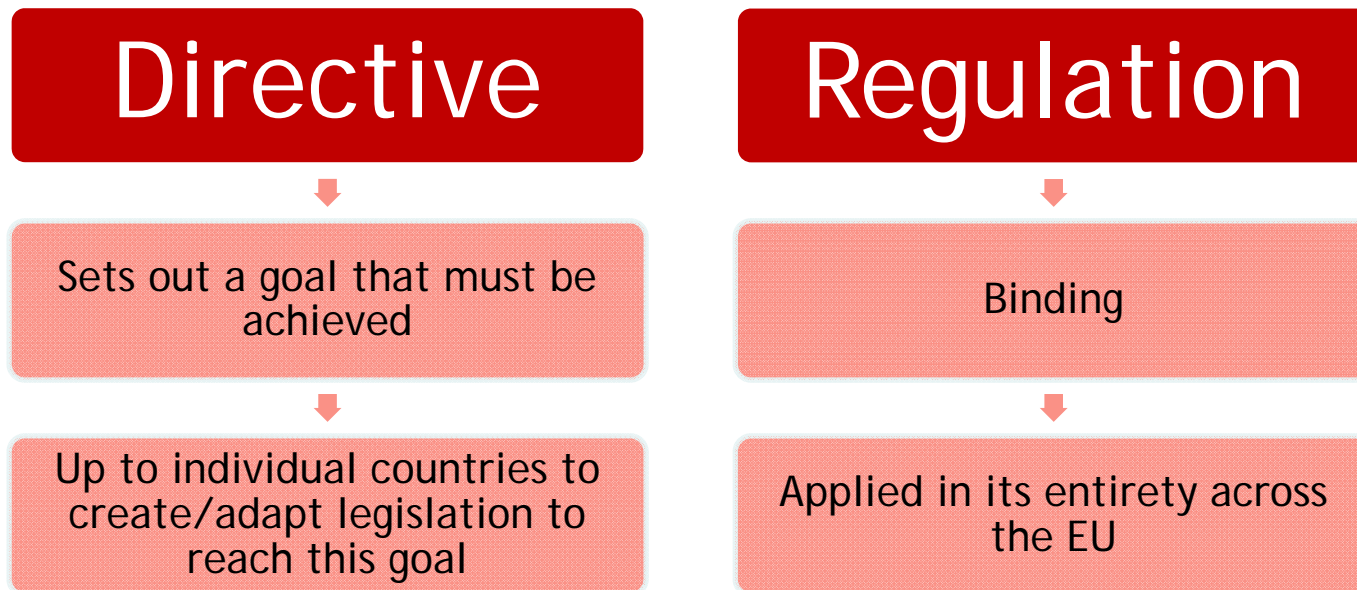 Directive
Sets out a goal that must be
achieved
Up to individual countries to
create/adapt legislation to
reach this goal
Regulation
Binding
Applied in its entirety across
the EU